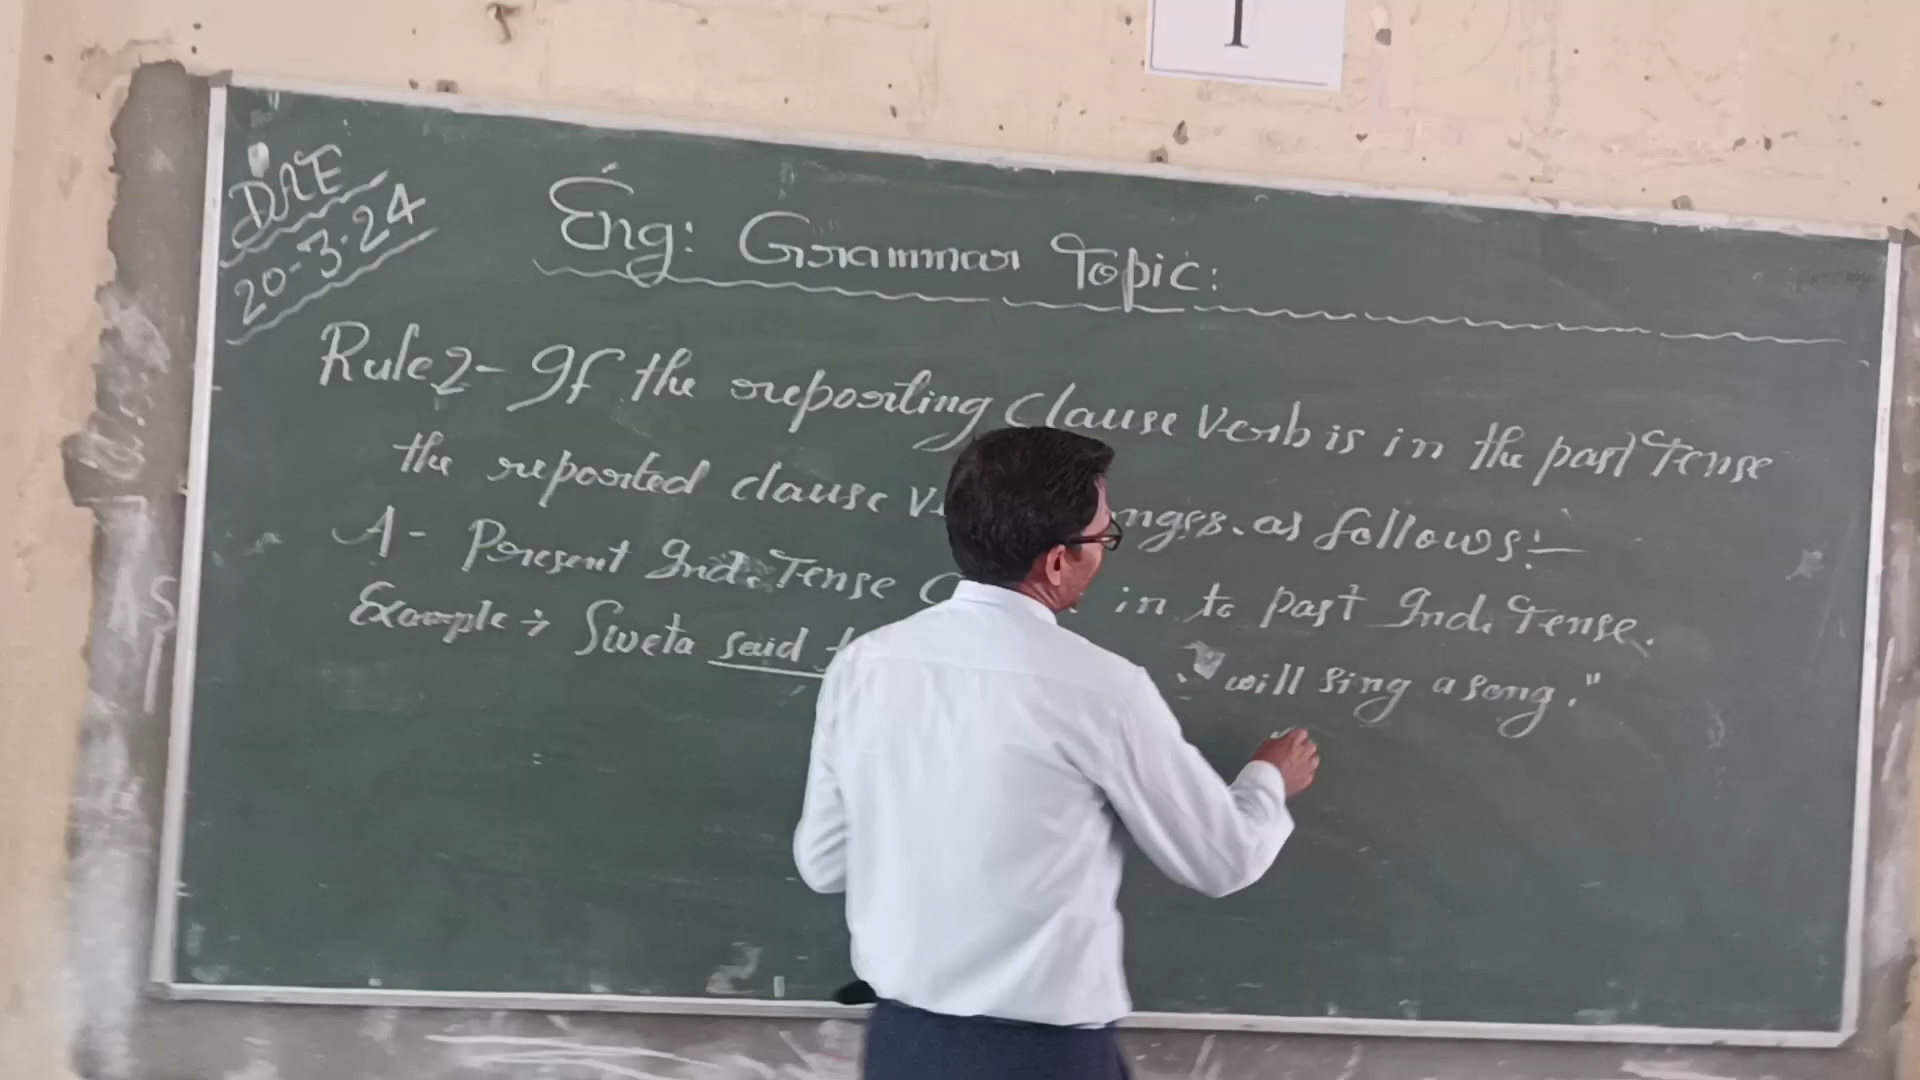 I
DATE
20-3-24
Eng: Grammar Topic:
Rule 2- If the reporting clause Verb is in the past Tense
the reported clause as follows:-
A- Present Ind. Tense in to past Ind. Tense.
Example → Sweta said will sing a song."